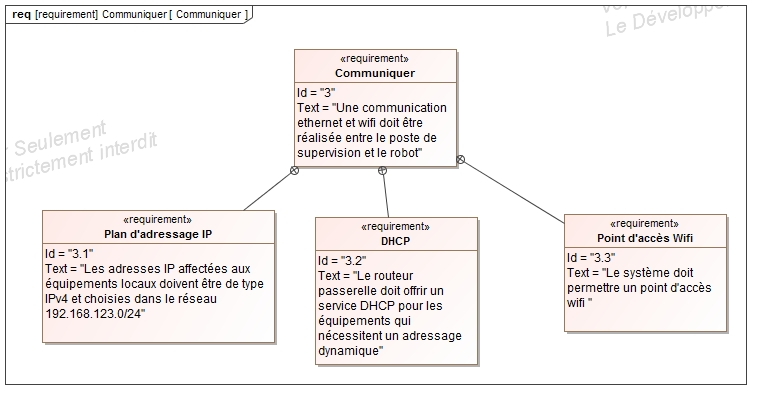 req [requirement] Communiquer [ Communiquer ]
Le Développe
Seulement
strictement interdit
«requirement»
Communiquer
Id = "3"
Text = "Une communication
ethernet et wifi doit être
réalisée entre le poste de
supervision et le robot"
«requirement»
Plan d'adressage IP
Id = "3.1"
Text = "Les adresses IP affectées aux
équipements locaux doivent être de type
IPv4 et choisies dans le réseau
192.168.123.0/24"
«requirement»
DHCP
Id = "3.2"
Text = "Le routeur
passerelle doit offrir un
service DHCP pour les
équipements qui
nécessitent un adressage
dynamique"
«requirement»
Point d'accès Wifi
Id = "3.3"
Text = "Le système doit
permettre un point d'accès
wifi "